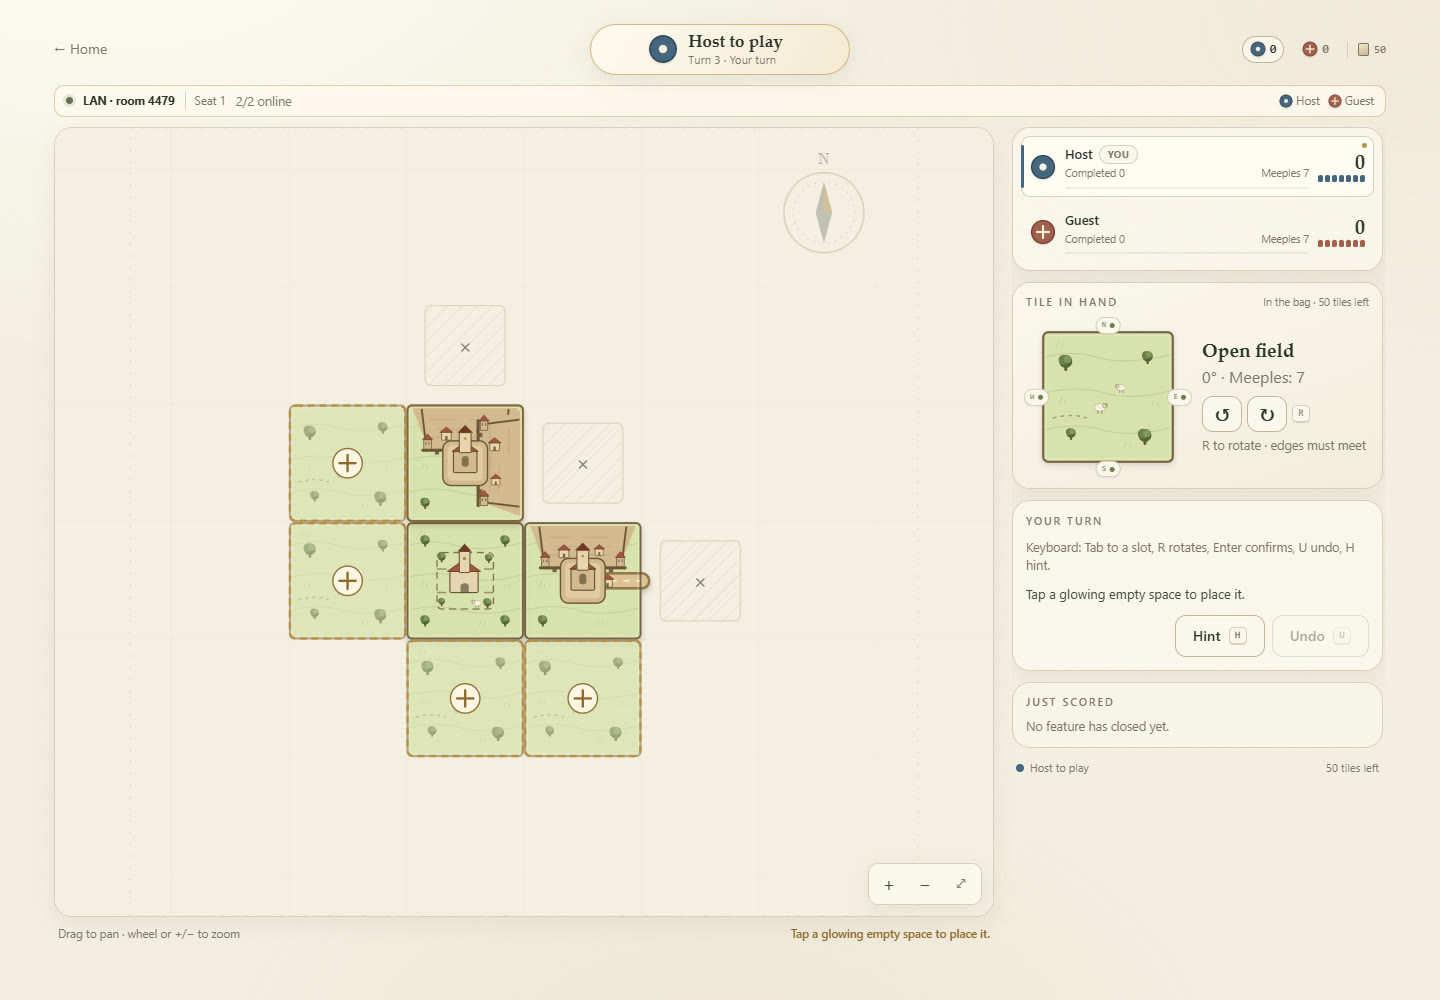 ← Home
Host to play
Turn 3 · Your turn
0
0
50
LAN · room 4479
Seat 1
2/2 online
Host
Guest
N
Host
YOU
Completed 0
Meeples 7
0
Guest
Completed 0
Meeples 7
0
TILE IN HAND
In the bag · 50 tiles left
N
W
E
S
Open field
0° · Meeples: 7
↺
↻
R
R to rotate · edges must meet
YOUR TURN
Keyboard: Tab to a slot, R rotates, Enter confirms, U undo, H
hint.
Tap a glowing empty space to place it.
Hint H
Undo U
JUST SCORED
No feature has closed yet.
Host to play
50 tiles left
+ − ⤢
Drag to pan · wheel or +/− to zoom
Tap a glowing empty space to place it.